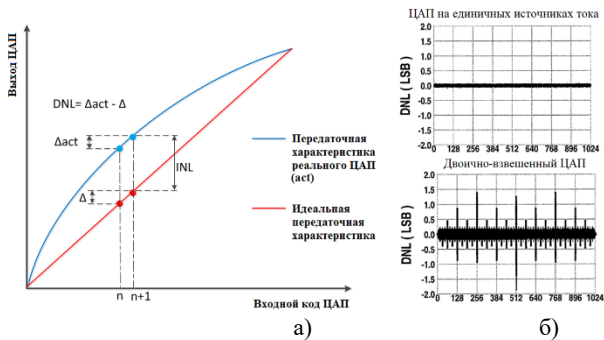 Выход ЦАП
DNL= Δact - Δ
Δact
INL
Δ
Передаточная
характеристика
реального ЦАП
(act)
Идеальная
передаточная
характеристика
n
n+1
Входной код ЦАП
а)
ЦАП на единичных источниках тока
DNL ( LSB )
2.0
1.5
1.0
0.5
0
-0.5
-1.0
-1.5
-2.0
0 128 256 384 512 640 768 896 1024
Двоично-взвешенный ЦАП
DNL ( LSB )
2.0
1.5
1.0
0.5
0
-0.5
-1.0
-1.5
-2.0
0 128 256 384 512 640 768 896 1024
б)